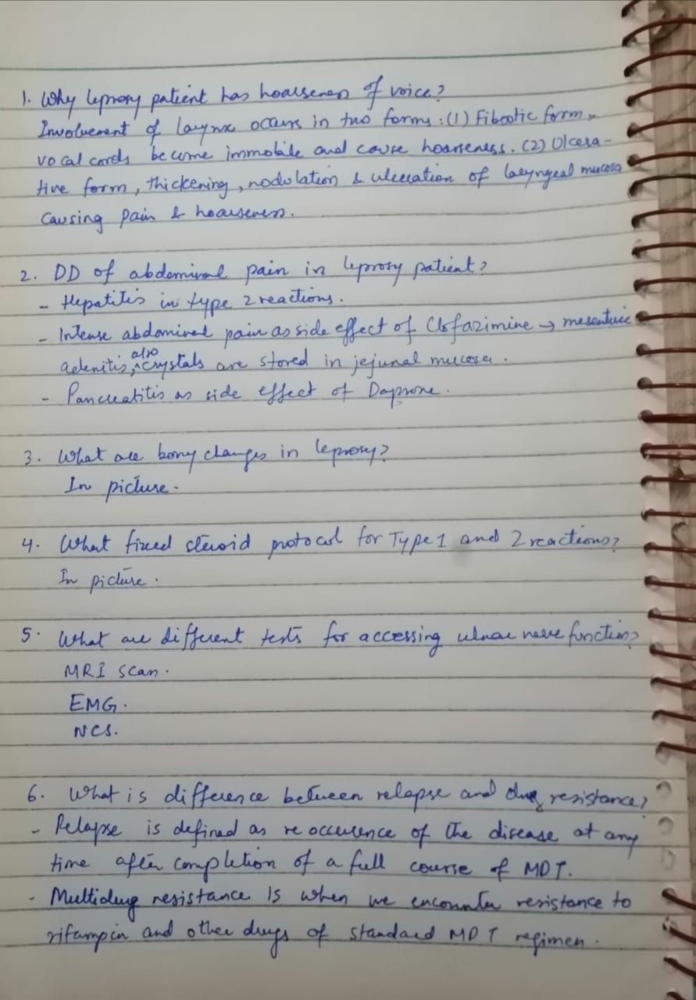 1. Why leprosy patient has hoarseness of voice?
Involvement of larynx occurs in two forms : (1) Fibrotic form,
vocal cords become immobile and cause hoarseness. (2) Ulcera-
tive form, thickening, nodulation & ulceration of laryngeal mucosa
causing pain & hoarseness.
2. DD of abdominal pain in leprosy patient?
- Hepatitis in type 2 reactions.
- Intense abdominal pain as side effect of Clofazimine → mesenteric
adenitis, also crystals are stored in jejunal mucosa.
- Pancreatitis as side effect of Dapsone.
3. What are bony changes in leprosy?
In picture.
4. What fixed steroid protocol for Type 1 and 2 reactions?
In picture.
5. What are different tests for accessing ulnar nerve function?
MRI scan.
EMG.
NCS.
6. What is difference between relapse and drug resistance?
- Relapse is defined as re occurence of the disease at any
time after completion of a full course of MDT.
- Multidrug resistance is when we encounter resistance to
rifampin and other drugs of standard MDT regimen.